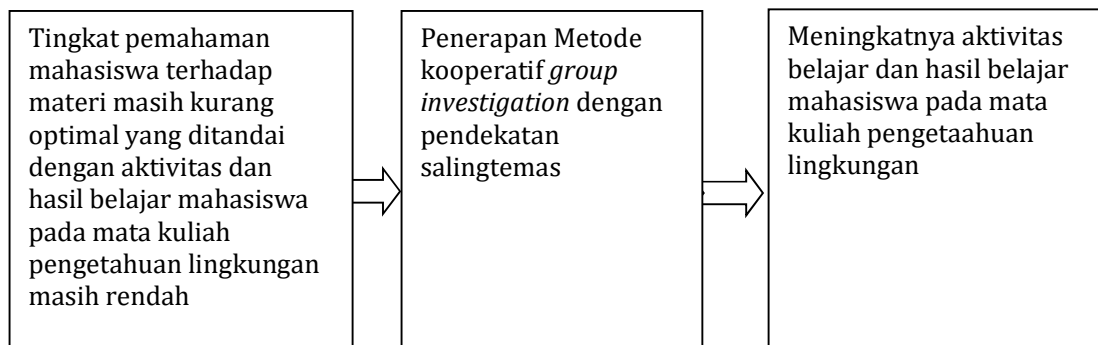 Tingkat pemahaman
mahasiswa terhadap
materi masih kurang
optimal yang ditandai
dengan aktivitas dan
hasil belajar mahasiswa
pada mata kuliah
pengetahuan lingkungan
masih rendah
Penerapan Metode
kooperatif group
investigation dengan
pendekatan
salingtemas
Meningkatnya aktivitas
belajar dan hasil belajar
mahasiswa pada mata
kuliah pengetaahuan
lingkungan